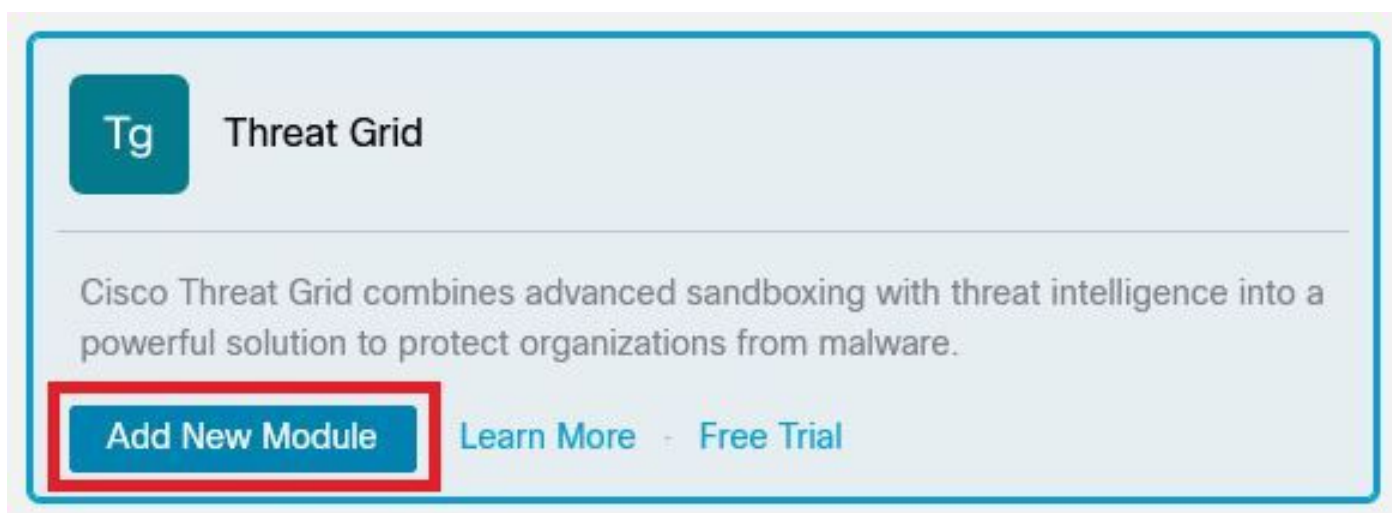 Tg
Threat Grid
Cisco Threat Grid combines advanced sandboxing with threat intelligence into a
powerful solution to protect organizations from malware.
Add New Module Learn More - Free Trial